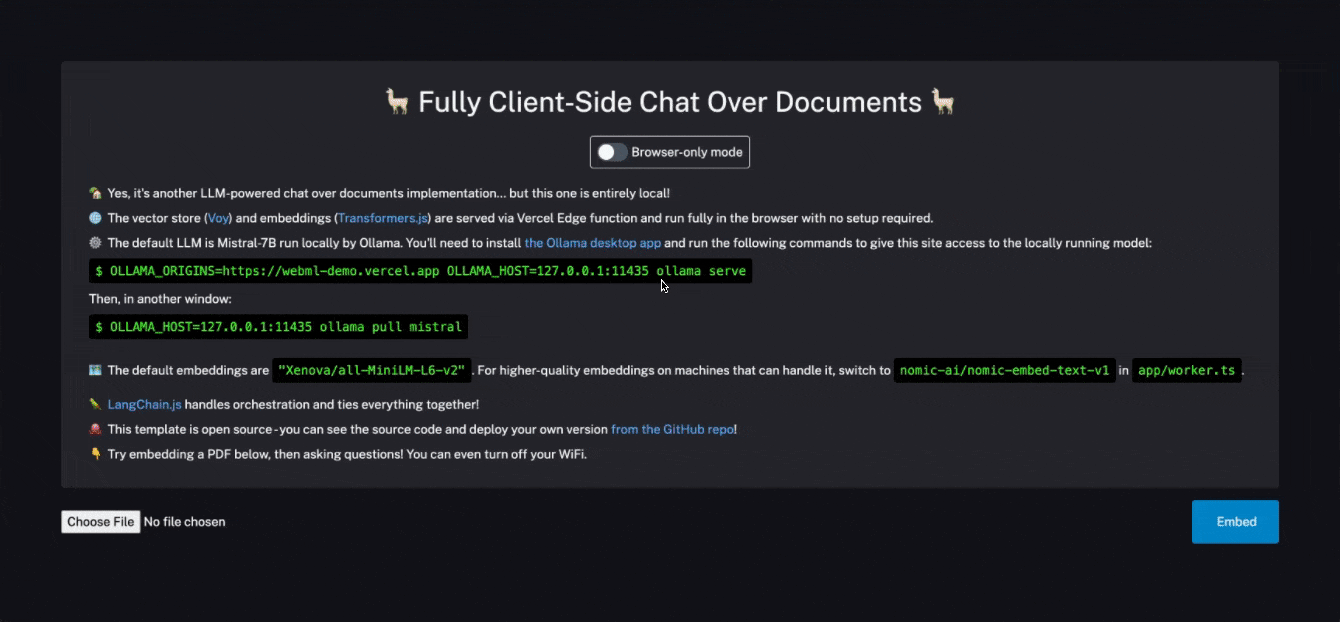 🦙 Fully Client-Side Chat Over Documents 🦙
Browser-only mode
🏡 Yes, it's another LLM-powered chat over documents implementation... but this one is entirely local!
🌐 The vector store (Voy) and embeddings (Transformers.js) are served via Vercel Edge function and run fully in the browser with no setup required.
⚙️ The default LLM is Mistral-7B run locally by Ollama. You'll need to install the Ollama desktop app and run the following commands to give this site access to the locally running model:
$ OLLAMA_ORIGINS=https://webml-demo.vercel.app OLLAMA_HOST=127.0.0.1:11435 ollama serve
Then, in another window:
$ OLLAMA_HOST=127.0.0.1:11435 ollama pull mistral
🗺️ The default embeddings are "Xenova/all-MiniLM-L6-v2". For higher-quality embeddings on machines that can handle it, switch to nomic-ai/nomic-embed-text-v1 in app/worker.ts.
🦜 LangChain.js handles orchestration and ties everything together!
🐙 This template is open source - you can see the source code and deploy your own version from the GitHub repo!
👇 Try embedding a PDF below, then asking questions! You can even turn off your WiFi.
Choose File No file chosen
Embed